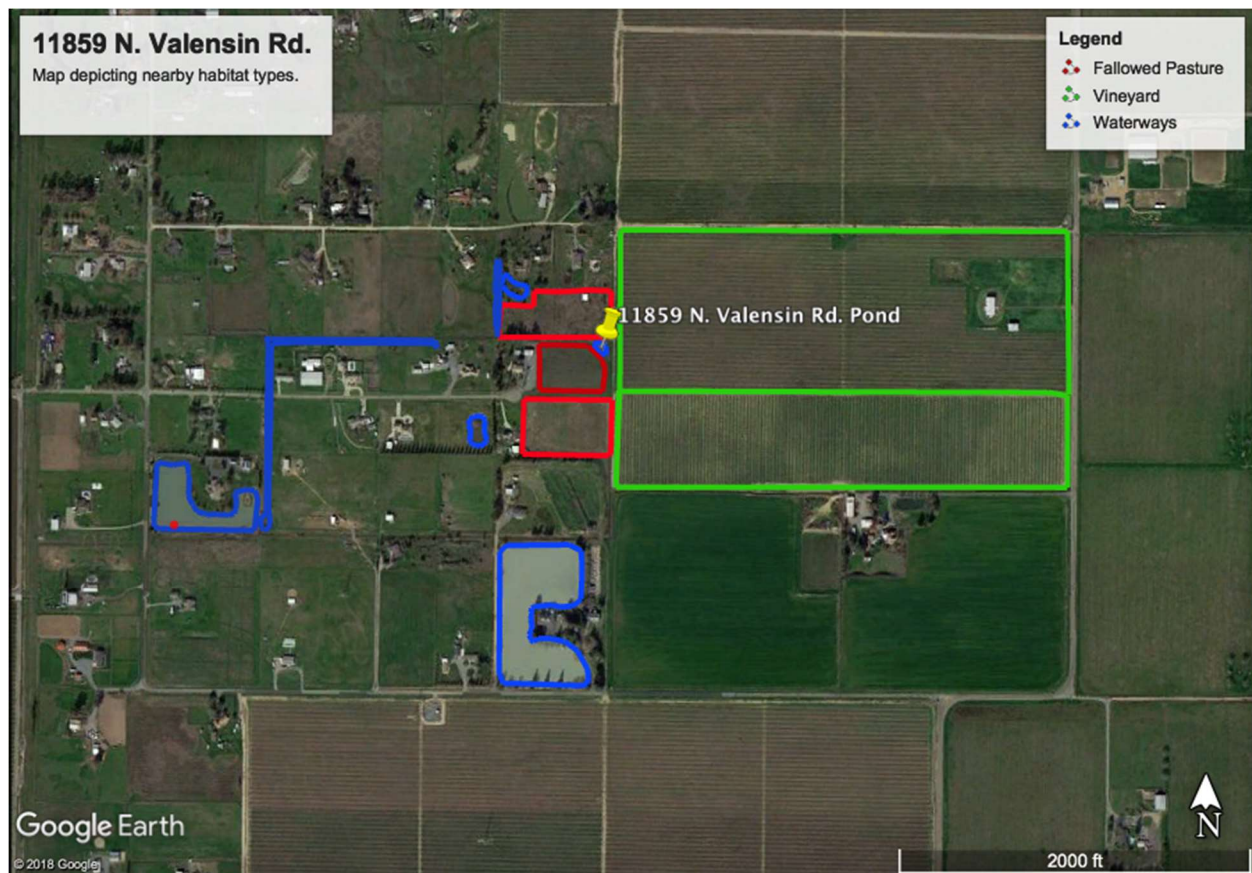 11859 N. Valensin Rd.
Map depicting nearby habitat types.
Legend
Fallowed Pasture
Vineyard
Waterways
11859 N. Valensin Rd. Pond
Google Earth
© 2018 Google
N
2000 ft